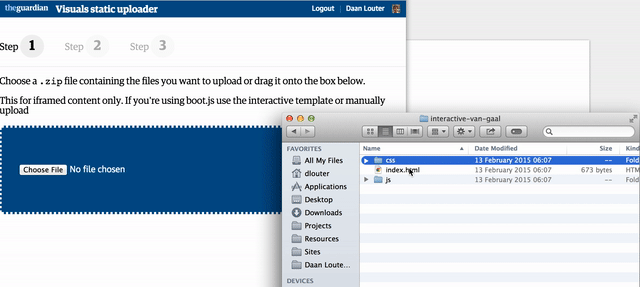 theguardian Visuals static uploader Logout Daan Louter
Step 1 Step 2 Step 3
Choose a .zip file containing the files you want to upload or drag it onto the box below.
This for iframed content only. If you're using boot.js use the interactive template or manually
upload
Choose File No file chosen
interactive-van-gaal
FAVORITES
All My Files
dlouter
Applications
Desktop
Downloads
Projects
Resources
Sites
Daan Loute...
DEVICES
Name Date Modified Size Kind
css 13 February 2015 06:07 -- Fold
index.html 13 February 2015 06:07 673 bytes HTM
js 13 February 2015 06:07 -- Fold